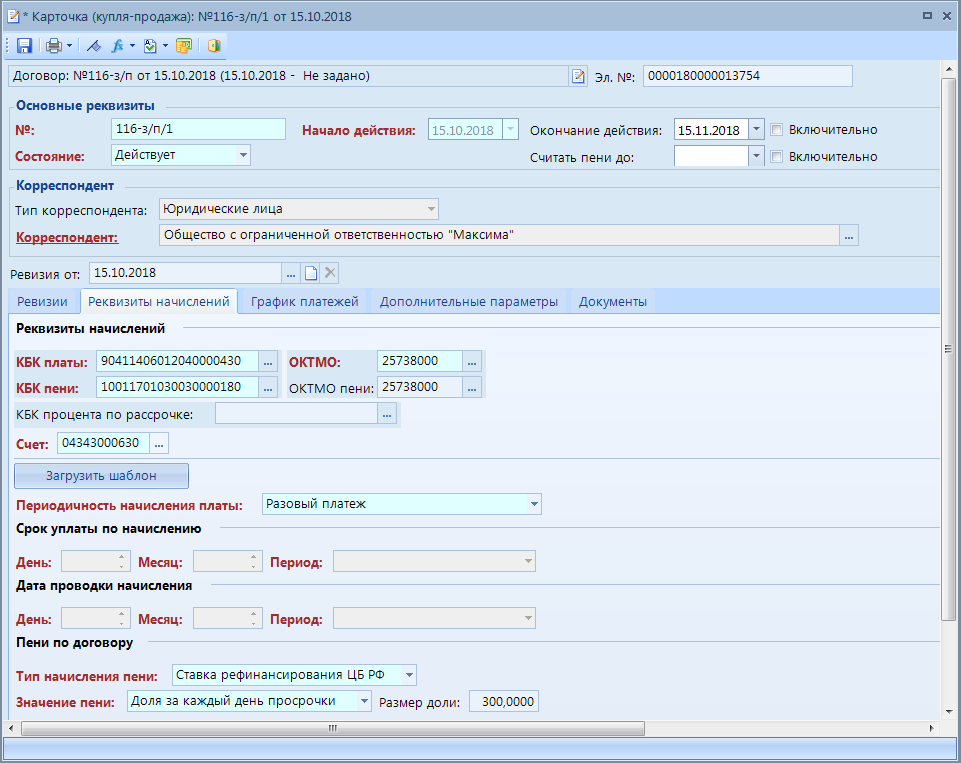 * Карточка (купля-продажа): №116-з/п/1 от 15.10.2018
Договор: №116-з/п от 15.10.2018 (15.10.2018 - Не задано) ... Эл. №: 0000180000013754
Основные реквизиты
№: 116-з/п/1 Начало действия: 15.10.2018 Окончание действия: 15.11.2018 Включительно
Состояние: Действует Считать пени до: Включительно
Корреспондент
Тип корреспондента: Юридические лица
Корреспондент: Общество с ограниченной ответственностью "Максима" ...
Ревизия от: 15.10.2018 ...
Ревизии Реквизиты начислений График платежей Дополнительные параметры Документы
Реквизиты начислений
КБК платы: 90411406012040000430 ... ОКТМО: 25738000 ...
КБК пени: 10011701030030000180 ... ОКТМО пени: 25738000 ...
КБК процента по рассрочке: ...
Счет: 04343000630 ...
Загрузить шаблон
Периодичность начисления платы: Разовый платеж
Срок уплаты по начислению
День: Месяц: Период:
Дата проводки начисления
День: Месяц: Период:
Пени по договору
Тип начисления пени: Ставка рефинансирования ЦБ РФ
Значение пени: Доля за каждый день просрочки Размер доли: 300,0000